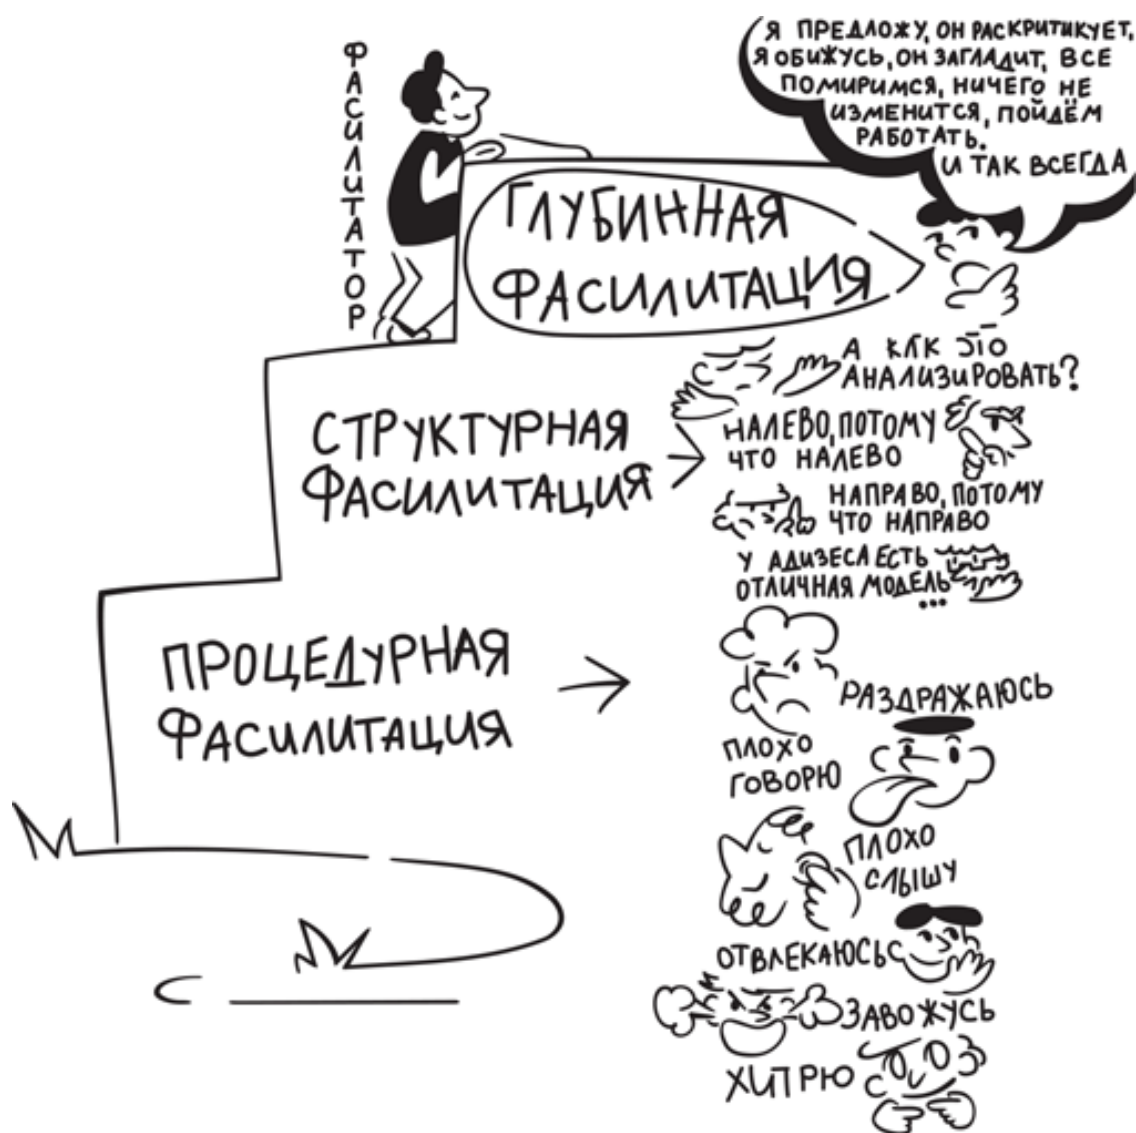 ФАСИЛИТАТОР
Я ПРЕДЛОЖУ, ОН РАСКРИТИКУЕТ,
Я ОБИЖУСЬ, ОН ЗАГЛАДИТ, ВСЕ
ПОМИРИМСЯ, НИЧЕГО НЕ
ИЗМЕНИТСЯ, ПОЙДЁМ
РАБОТАТЬ.
И ТАК ВСЕГДА
ГЛУБИННАЯ
ФАСИЛИТАЦИЯ
СТРУКТУРНАЯ
ФАСИЛИТАЦИЯ
А КАК ЭТО
АНАЛИЗИРОВАТЬ?
НАЛЕВО, ПОТОМУ
ЧТО НАЛЕВО
НАПРАВО, ПОТОМУ
ЧТО НАПРАВО
У АДИЗЕСА ЕСТЬ
ОТЛИЧНАЯ МОДЕЛЬ
...
ПРОЦЕДУРНАЯ
ФАСИЛИТАЦИЯ
РАЗДРАЖАЮСЬ
ПЛОХО
ГОВОРЮ
ПЛОХО
СЛЫШУ
ОТВЛЕКАЮСЬ
ЗАВОЖУСЬ
ХИТРЮ